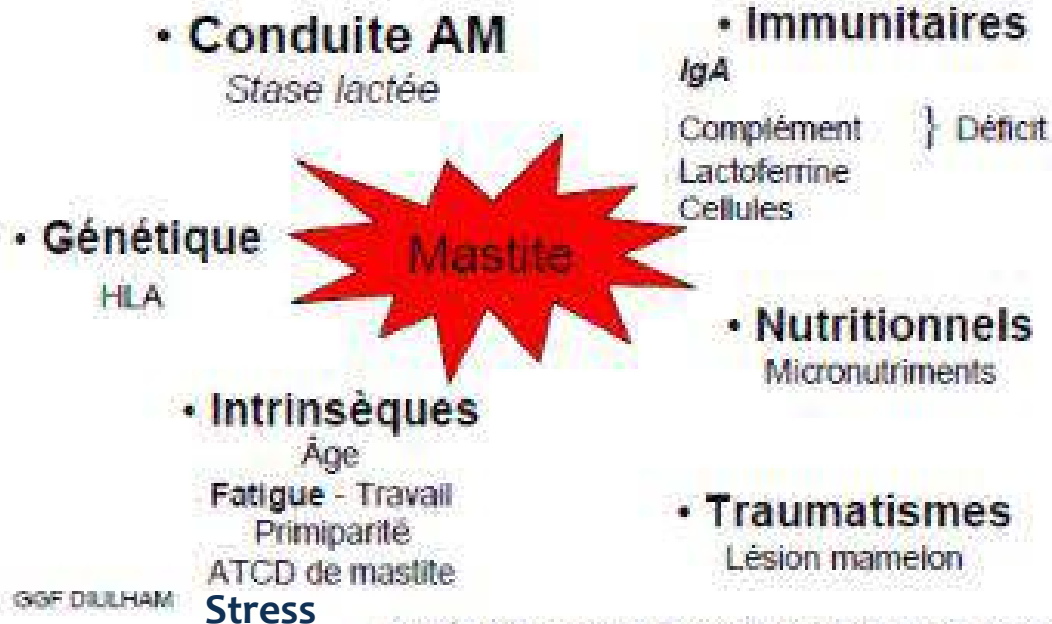 • Conduite AM
Stase lactée
• Immunitaires
IgA
Complément } Déficit
Lactoferrine
Cellules
• Génétique
HLA
Mastite
• Nutritionnels
Micronutriments
• Intrinsèques
Âge
Fatigue - Travail
Primiparité
ATCD de mastite
Stress
• Traumatismes
Lésion mamelon
GGF DIULHAM